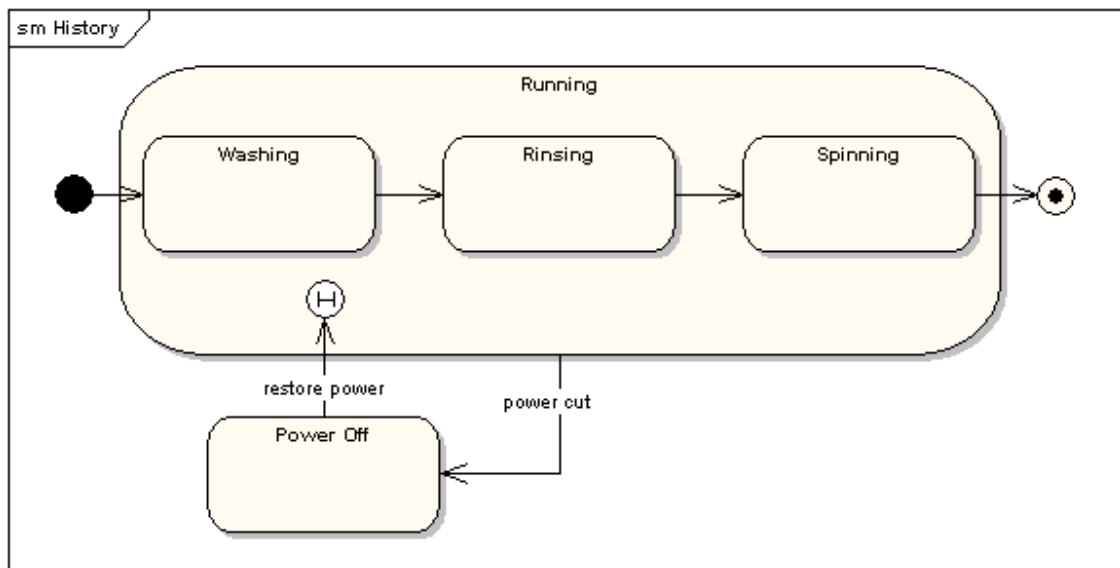 sm History
Running
Washing
Rinsing
Spinning
H
restore power
power cut
Power Off